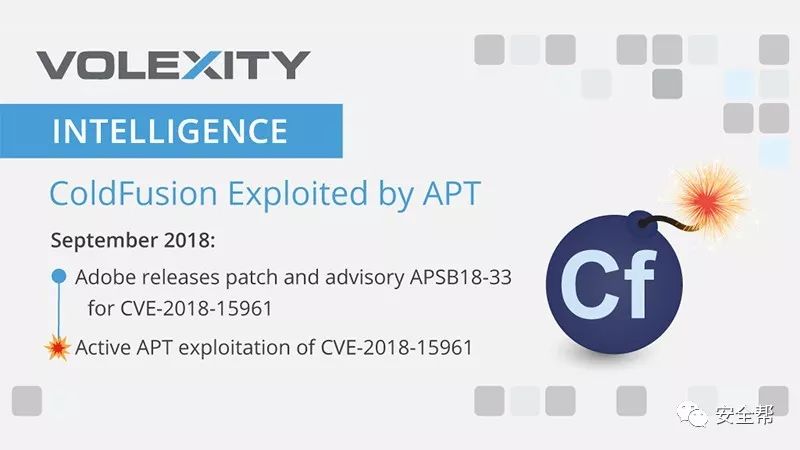 VOLEXITY
INTELLIGENCE
ColdFusion Exploited by APT
September 2018:
Adobe releases patch and advisory APSB18-33
for CVE-2018-15961
Active APT exploitation of CVE-2018-15961
Cf
安全帮